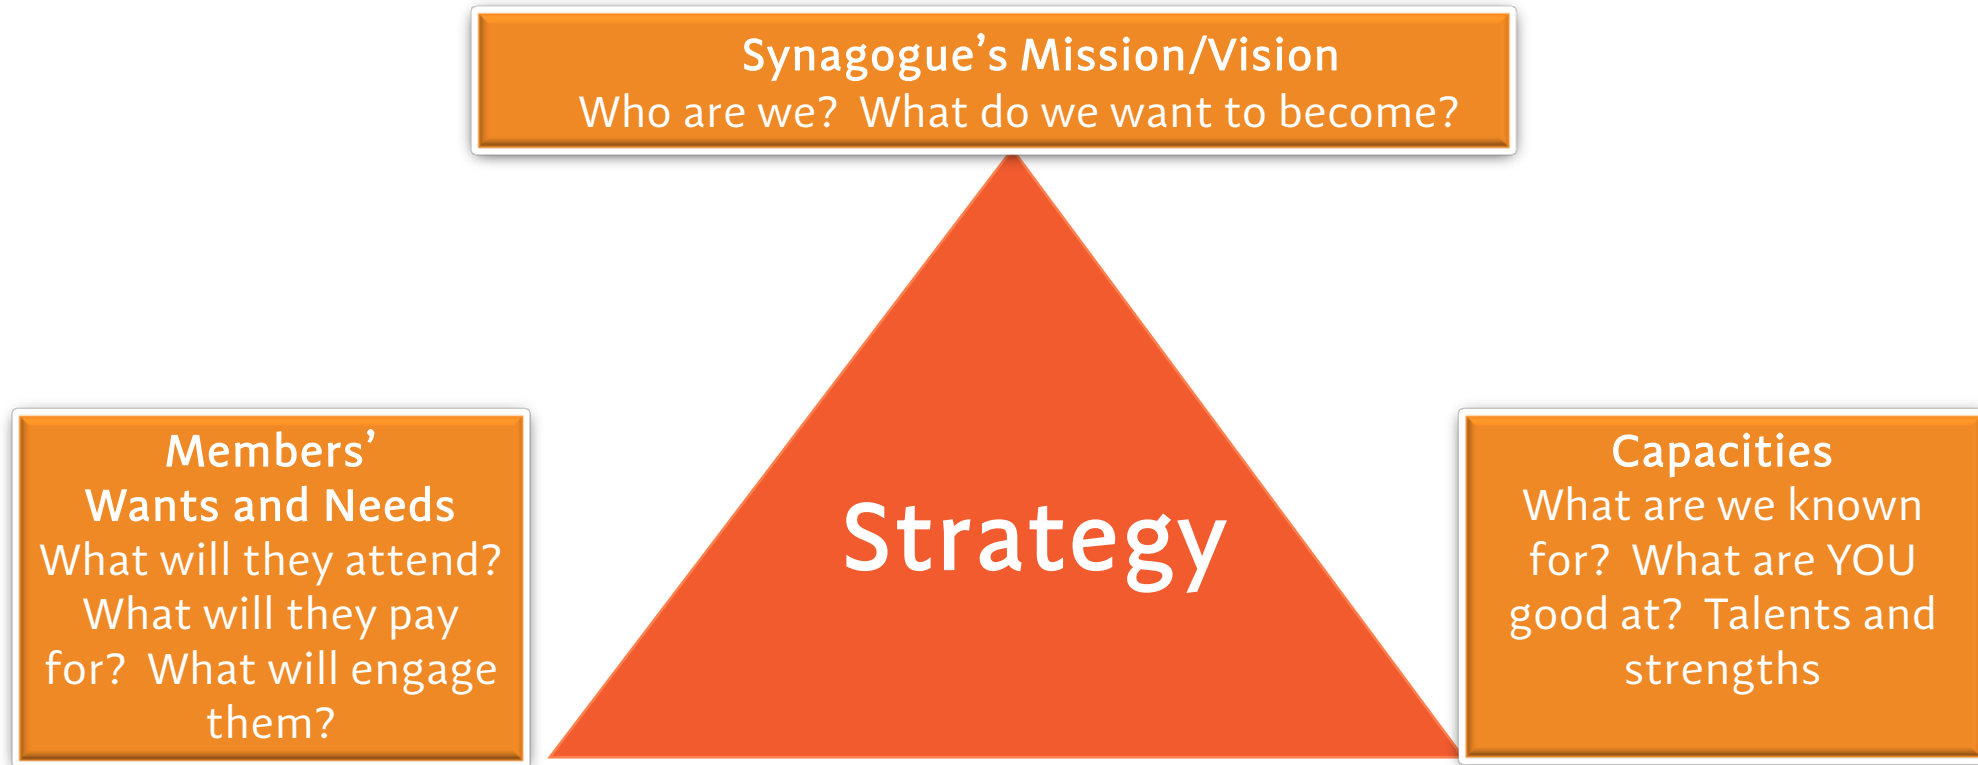 Synagogue’s Mission/Vision
Who are we?  What do we want to become?
Members’
Wants and Needs
What will they attend?
What will they pay
for?  What will engage
them?
Strategy
Capacities
What are we known
for?  What are YOU
good at?  Talents and
strengths